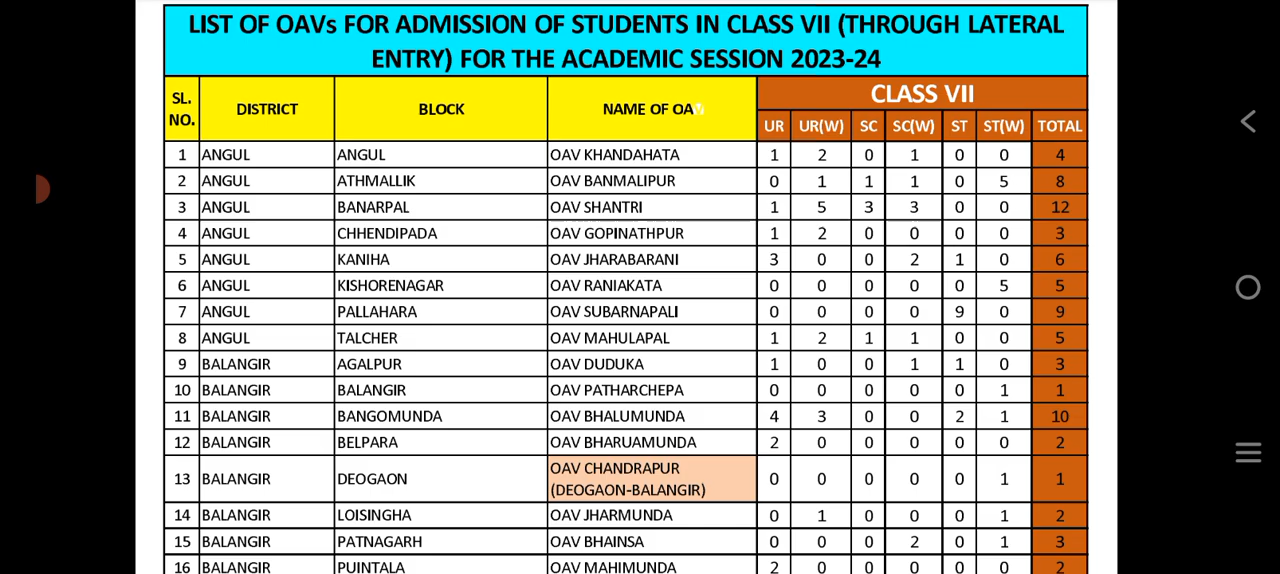 LIST OF OAVs FOR ADMISSION OF STUDENTS IN CLASS VII (THROUGH LATERAL
ENTRY) FOR THE ACADEMIC SESSION 2023-24
SL. NO. DISTRICT BLOCK NAME OF OAV CLASS VII
UR UR(W) SC SC(W) ST ST(W) TOTAL
1 ANGUL ANGUL OAV KHANDAHATA 1 2 0 1 0 0 4
2 ANGUL ATHMALLIK OAV BANMALIPUR 0 1 1 1 0 5 8
3 ANGUL BANARPAL OAV SHANTRI 1 5 3 3 0 0 12
4 ANGUL CHHENDIPADA OAV GOPINATHPUR 1 2 0 0 0 0 3
5 ANGUL KANIHA OAV JHARABARANI 3 0 0 2 1 0 6
6 ANGUL KISHORENAGAR OAV RANIAKATA 0 0 0 0 0 5 5
7 ANGUL PALLAHARA OAV SUBARNAPALI 0 0 0 0 9 0 9
8 ANGUL TALCHER OAV MAHULAPAL 1 2 1 1 0 0 5
9 BALANGIR AGALPUR OAV DUDUKA 1 0 0 1 1 0 3
10 BALANGIR BALANGIR OAV PATHARCHEPA 0 0 0 0 0 1 1
11 BALANGIR BANGOMUNDA OAV BHALUMUNDA 4 3 0 0 2 1 10
12 BALANGIR BELPARA OAV BHARUAMUNDA 2 0 0 0 0 0 2
13 BALANGIR DEOGAON OAV CHANDRAPUR (DEOGAON-BALANGIR) 0 0 0 0 0 1 1
14 BALANGIR LOISINGHA OAV JHARMUNDA 0 1 0 0 0 1 2
15 BALANGIR PATNAGARH OAV BHAINSA 0 0 0 2 0 1 3
16 BALANGIR PUINTALA OAV MAHIMUNDA 2 0 0 0 0 0 2